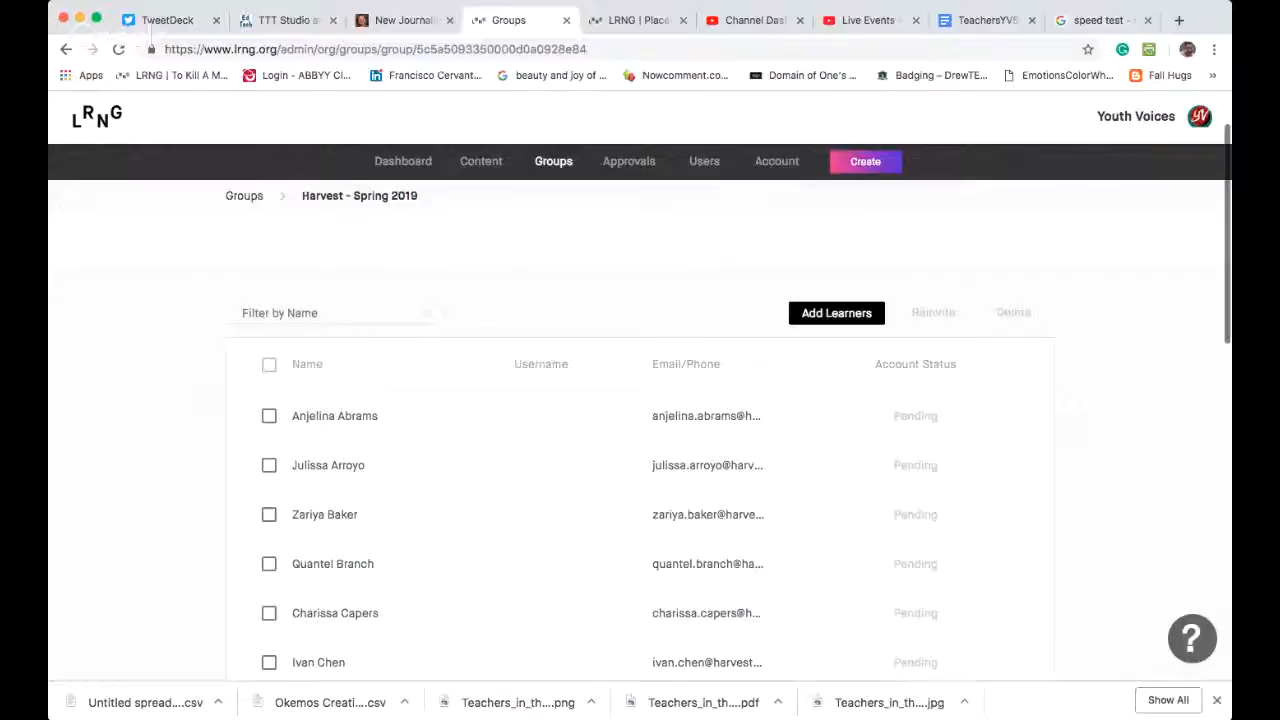 TweetDeck
TTT Studio a
New Journali
Groups
LRNG | Place
Channel Das
Live Events -
TeachersYVS
speed test -
https://www.lrng.org/admin/org/groups/group/5c5a5093350000d0a0928e84
Apps
LRNG | To Kill A M...
Login - ABBYY Cl...
Francisco Cervant...
beauty and joy of ...
Nowcomment.co...
Domain of One's ...
Badging – DrewTE...
EmotionsColorWh...
Fall Hugs
»
LRNG
Youth Voices
Dashboard
Content
Groups
Approvals
Users
Account
Create
Groups > Harvest - Spring 2019
Filter by Name
Add Learners
Name
Username
Email/Phone
Account Status
Anjelina Abrams anjelina.abrams@h... Pending
Julissa Arroyo julissa.arroyo@harv... Pending
Zariya Baker zariya.baker@harve... Pending
Quantel Branch quantel.branch@ha... Pending
Charissa Capers charissa.capers@h... Pending
Ivan Chen ivan.chen@harvest... Pending
?
Untitled spread....csv
Okemos Creati....csv
Teachers_in_th....png
Teachers_in_th....pdf
Teachers_in_th....jpg
Show All